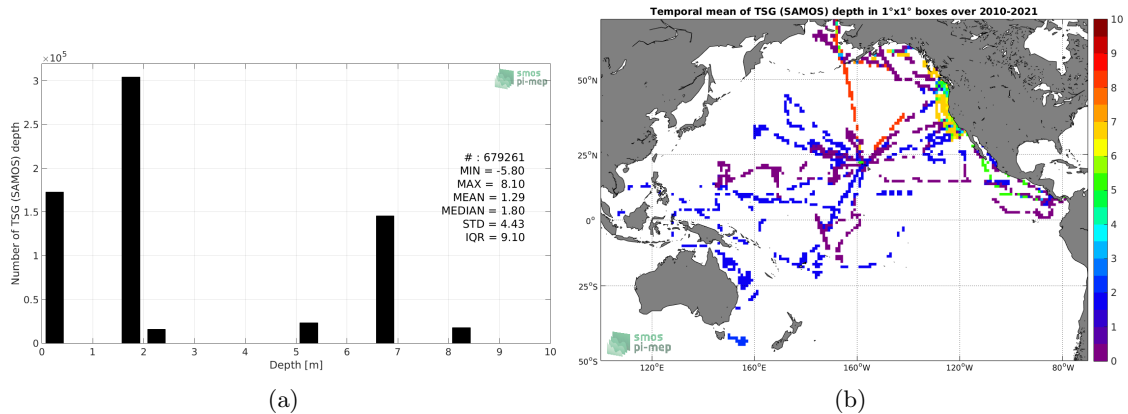 ×10⁵
3
2.5
2
1.5
1
0.5
0
0 1 2 3 4 5 6 7 8 9 10
Number of TSG (SAMOS) depth
Depth [m]
smos
pi-mep
# : 679261
MIN = -5.80
MAX = 8.10
MEAN = 1.29
MEDIAN = 1.80
STD = 4.43
IQR = 9.10
(a)
Temporal mean of TSG (SAMOS) depth in 1°x1° boxes over 2010-2021
50°N
25°N
0°
25°S
50°S
120°E 160°E 160°W 120°W 80°W
smos
pi-mep
10
9
8
7
6
5
4
3
2
1
0
(b)